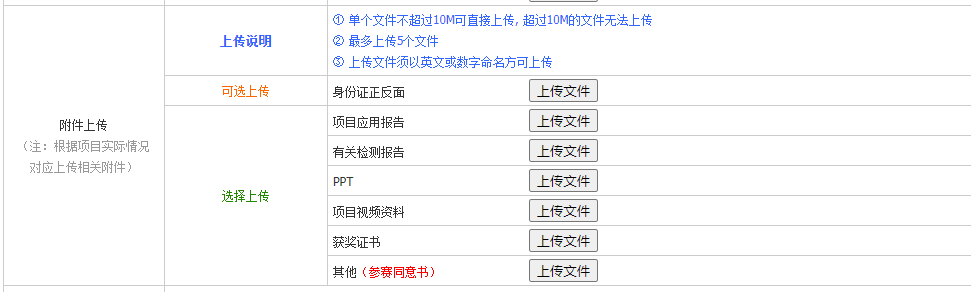 附件上传
（注：根据项目实际情况
对应上传相关附件）
上传说明
① 单个文件不超过10M可直接上传, 超过10M的文件无法上传
② 最多上传5个文件
③ 上传文件须以英文或数字命名方可上传
可选上传
身份证正反面 上传文件
选择上传
项目应用报告 上传文件
有关检测报告 上传文件
PPT 上传文件
项目视频资料 上传文件
获奖证书 上传文件
其他（参赛同意书） 上传文件